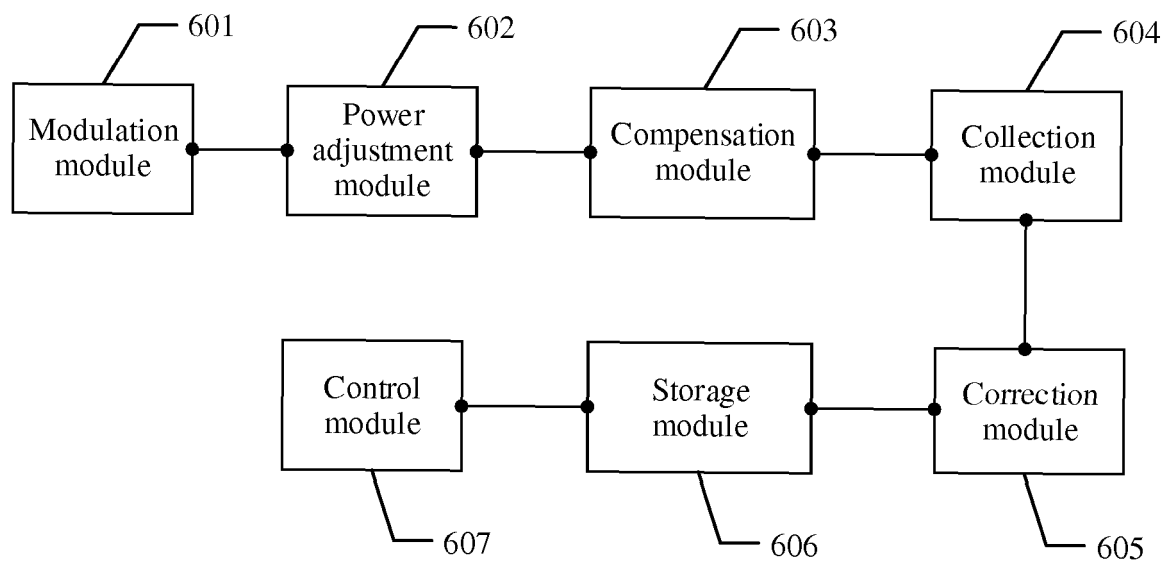 601
602
603
604
Modulation
module
Power
adjustment
module
Compensation
module
Collection
module
Control
module
Storage
module
Correction
module
607
606
605